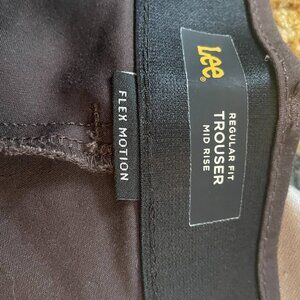 Lee
REGULAR FIT
TROUSER
MID RISE
FLEX MOTION